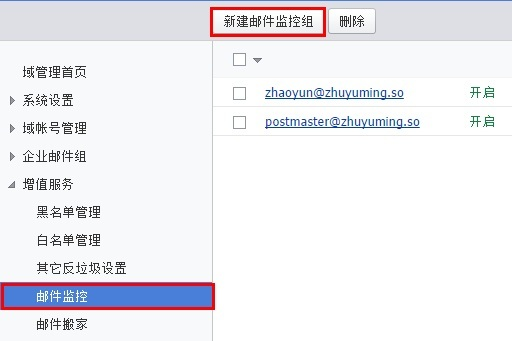 新建邮件监控组 删除
域管理首页
系统设置
zhaoyun@zhuyuming.so 开启
域帐号管理
postmaster@zhuyuming.so 开启
企业邮件组
增值服务
黑名单管理
白名单管理
其它反垃圾设置
邮件监控
邮件搬家